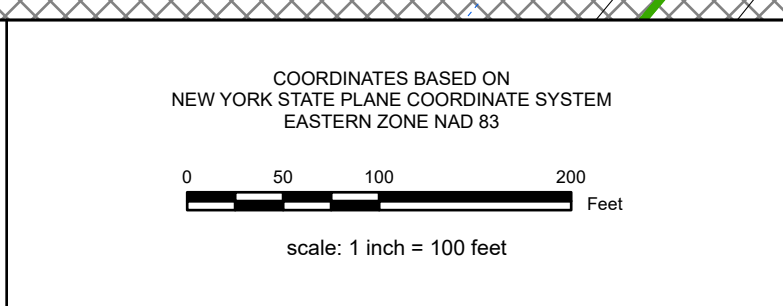 COORDINATES BASED ON
NEW YORK STATE PLANE COORDINATE SYSTEM
EASTERN ZONE NAD 83
0 50 100 200
Feet
scale: 1 inch = 100 feet